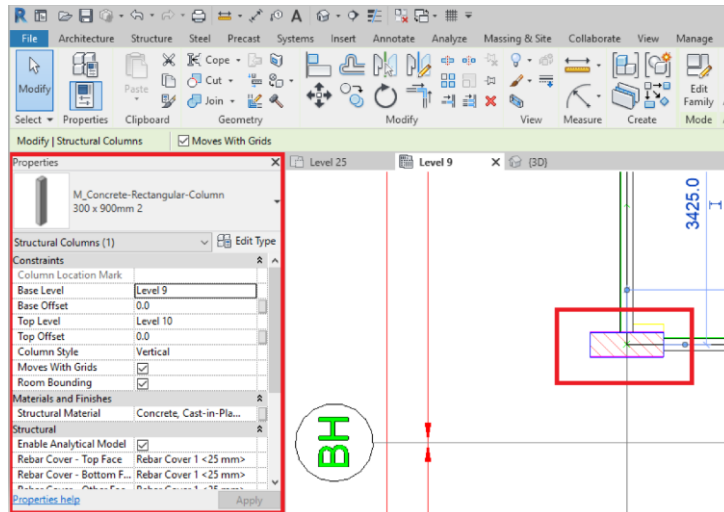 File Architecture Structure Steel Precast Systems Insert Annotate Analyze Massing & Site Collaborate View Manage
Modify
Properties
Paste
Cope
Cut
Join
Edit
Family
Select Properties Clipboard Geometry Modify View Measure Create Mode
Modify | Structural Columns Moves With Grids
Properties
Level 25
Level 9
{3D}
M_Concrete-Rectangular-Column
300 x 900mm 2
Structural Columns (1) Edit Type
Constraints
Column Location Mark
Base Level Level 9
Base Offset 0.0
Top Level Level 10
Top Offset 0.0
Column Style Vertical
Moves With Grids
Room Bounding
Materials and Finishes
Structural Material Concrete, Cast-in-Pla...
Structural
Enable Analytical Model
Rebar Cover - Top Face Rebar Cover 1 <25 mm>
Rebar Cover - Bottom F... Rebar Cover 1 <25 mm>
Properties help Apply
3425.0
BH